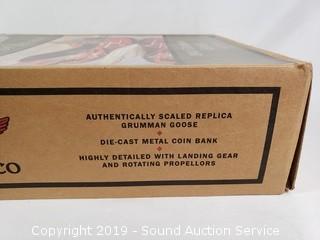 AUTHENTICALLY SCALED REPLICA
GRUMMAN GOOSE
DIE-CAST METAL COIN BANK
HIGHLY DETAILED WITH LANDING GEAR
AND ROTATING PROPELLORS
CO
Copyright 2019 - Sound Auction Service